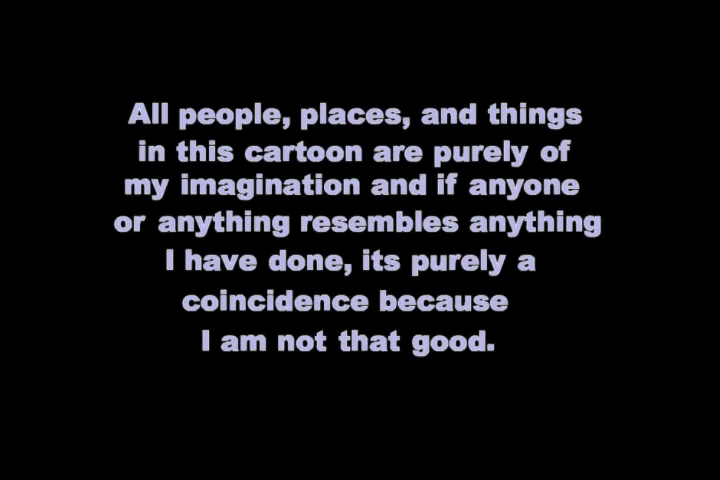 All people, places, and things
in this cartoon are purely of
my imagination and if anyone
or anything resembles anything
I have done, its purely a
coincidence because
I am not that good.